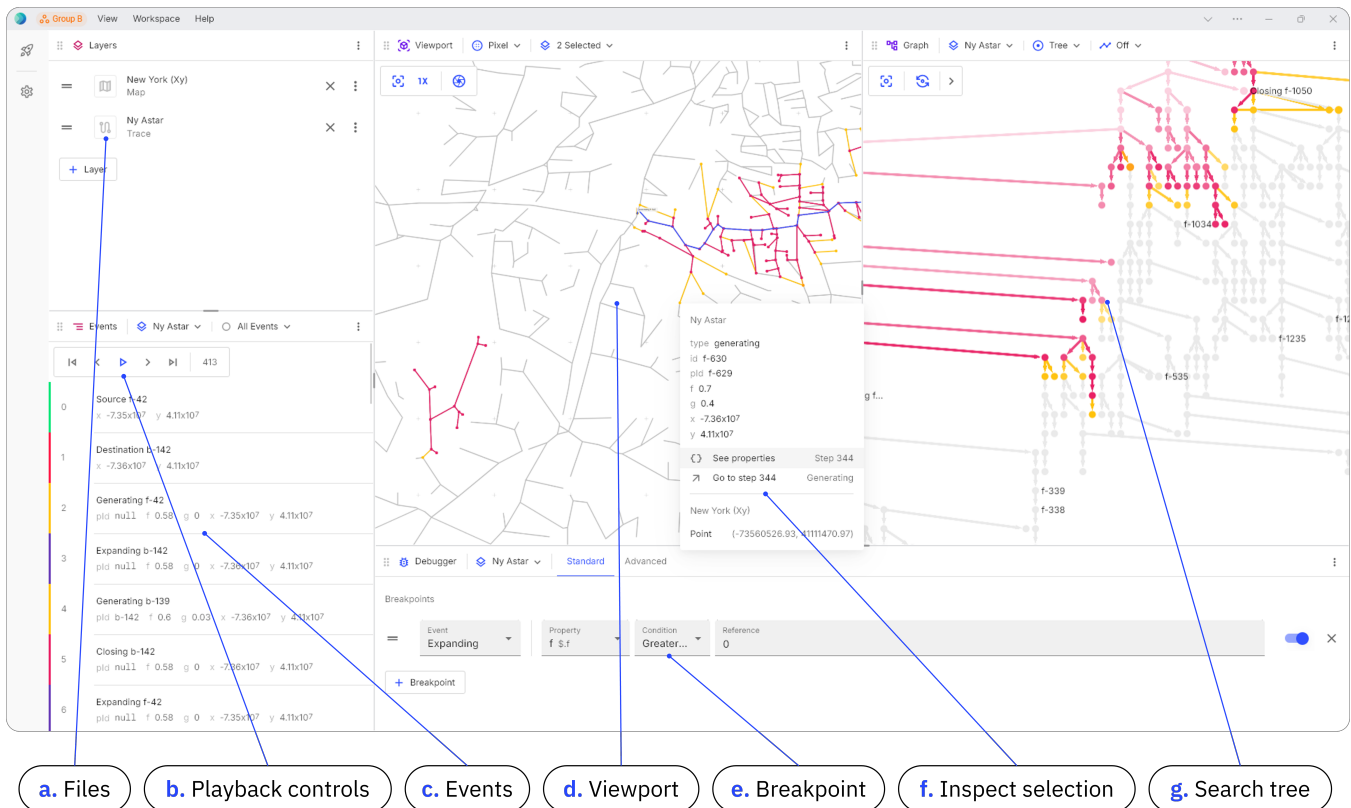 Group B View Workspace Help
Layers
New York (Xy)
Map
Ny Astar
Trace
+ Layer
Events Ny Astar All Events
413
0
Source f-42
x -7.35x10⁷ y 4.11x10⁷
1
Destination b-142
x -7.36x10⁷ y 4.11x10⁷
2
Generating f-42
pId null f 0.58 g 0 x -7.35x10⁷ y 4.11x10⁷
3
Expanding b-142
pId null f 0.58 g 0 x -7.36x10⁷ y 4.11x10⁷
4
Generating b-139
pId b-142 f 0.6 g 0.03 x -7.36x10⁷ y 4.11x10⁷
5
Closing b-142
pId null f 0.58 g 0 x -7.36x10⁷ y 4.11x10⁷
6
Expanding f-42
pId null f 0.58 g 0 x -7.35x10⁷ y 4.11x10⁷
Viewport Pixel 2 Selected
1X
Ny Astar
type generating
id f-630
pId f-629
f 0.7
g 0.4
x -7.36x10⁷
y 4.11x10⁷
See properties Step 344
Go to step 344 Generating
New York (Xy)
Point (-73560526.93, 41111470.97)
Graph Ny Astar Tree Off
losing f-1050
f-1034
f-12
f-1235
f-535
g f...
f-339
f-338
Debugger Ny Astar Standard Advanced
Breakpoints
Event
Expanding
Property
f $.f
Condition
Greater...
Reference
0
+ Breakpoint
a. Files
b. Playback controls
c. Events
d. Viewport
e. Breakpoint
f. Inspect selection
g. Search tree